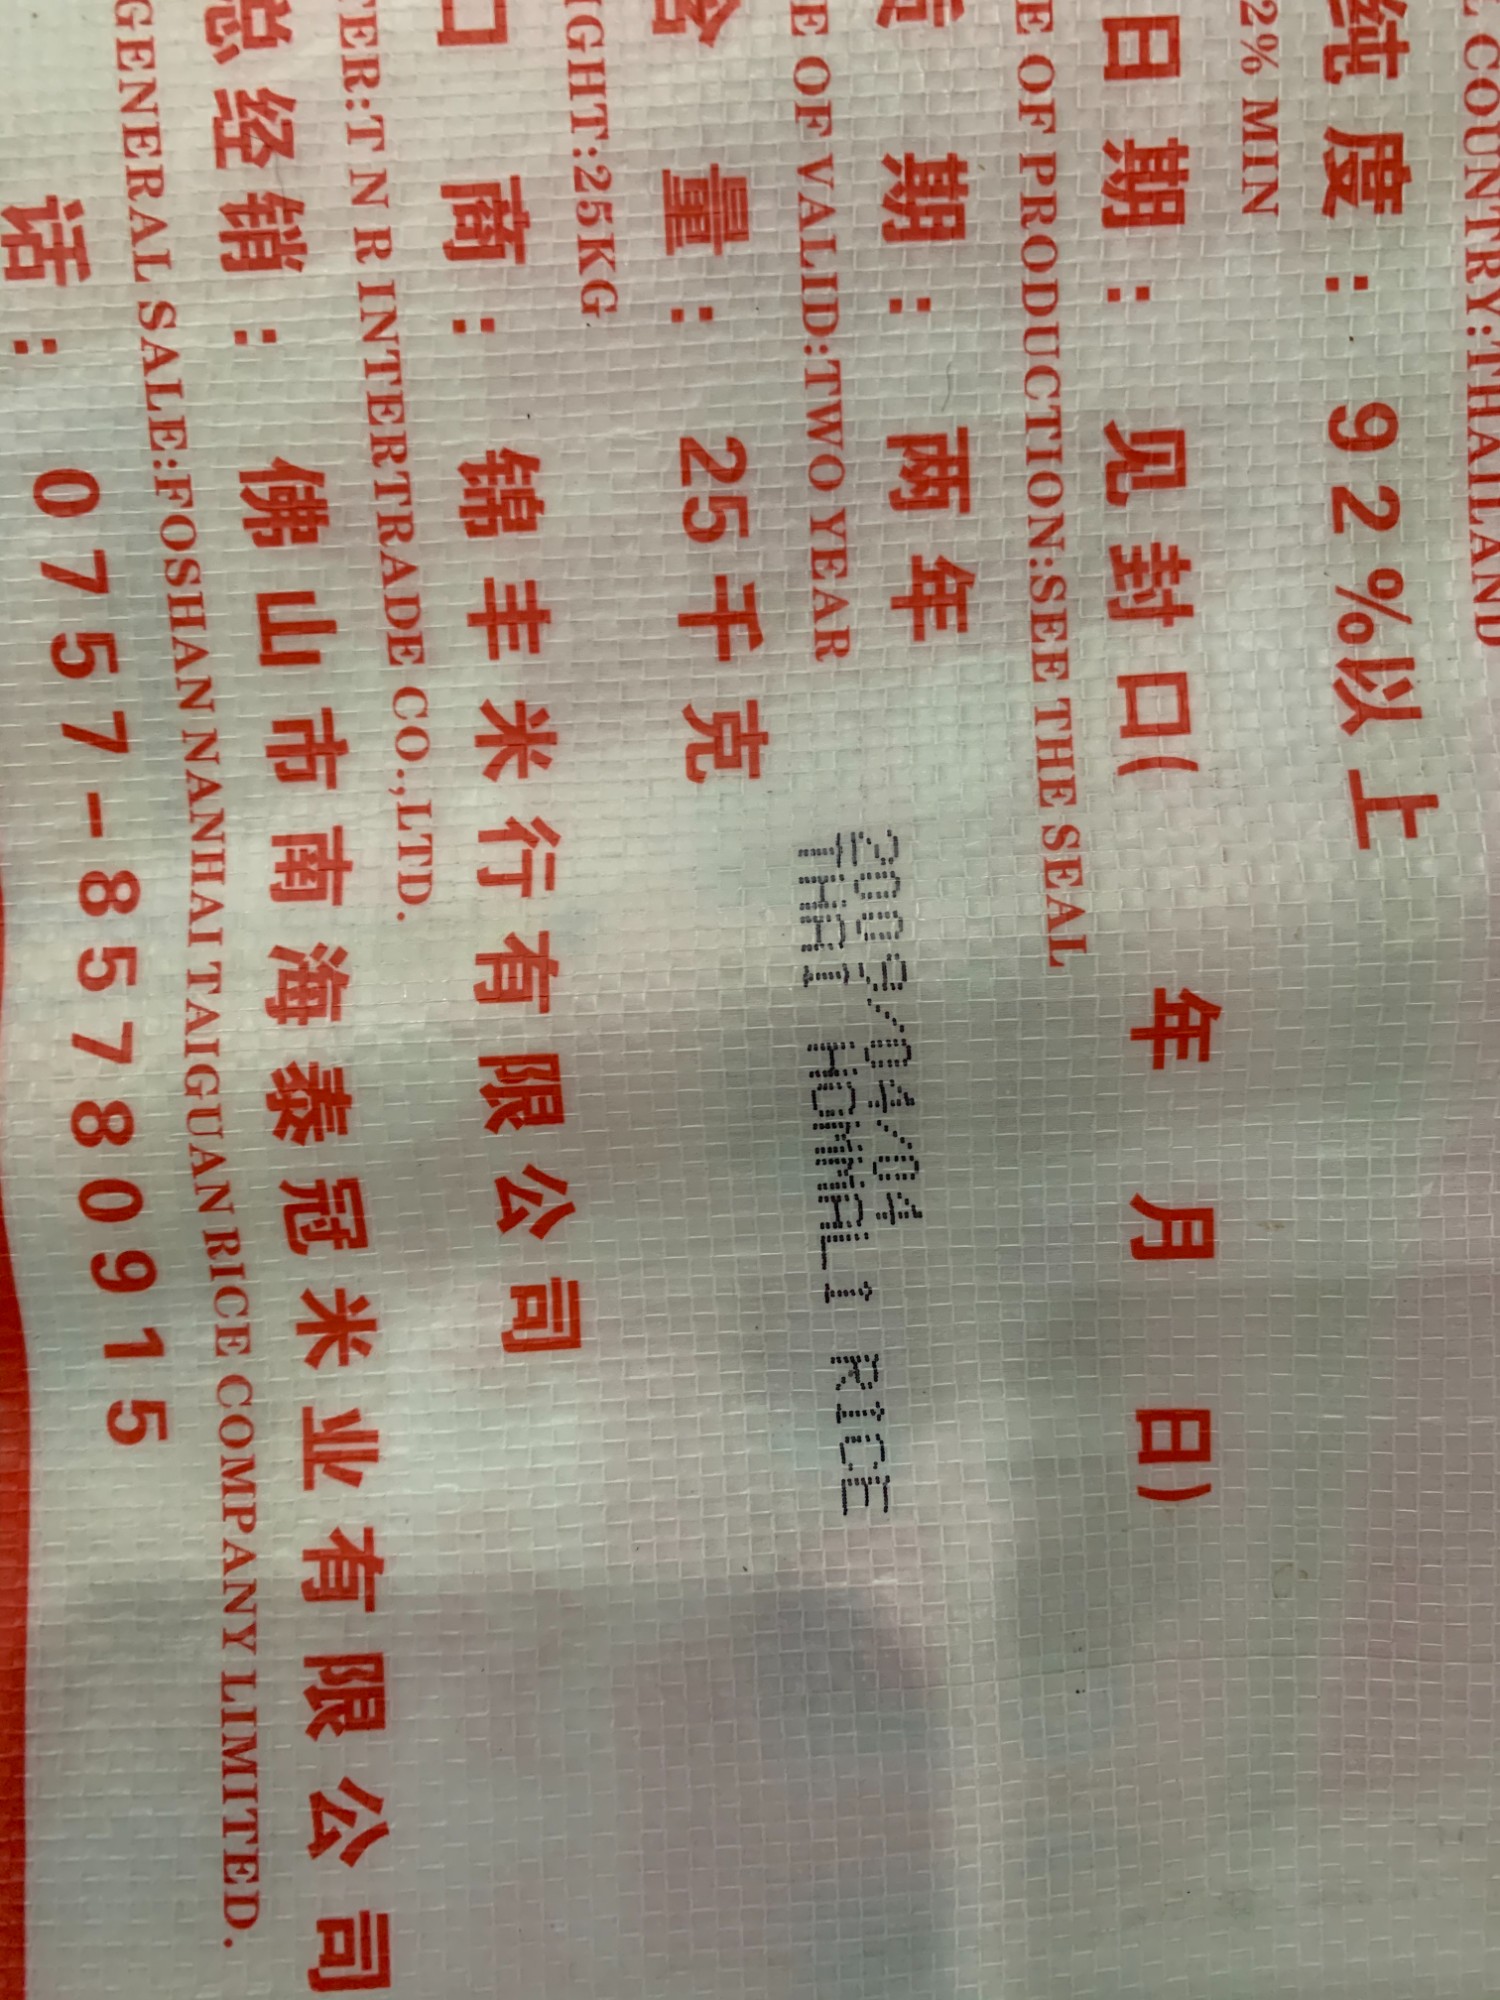 COUNTRY:THAILAND
纯度：92%以上
2% MIN
日期：见封口( 年 月 日)
OF PRODUCTION:SEE THE SEAL
期：两年
OF VALID:TWO YEAR
2009/04/04
THAI HOMMALI RICE
量：25千克
IGHT:25KG
口商：锦丰米行有限公司
TER:T N R INTERTRADE CO.,LTD.
总经销：佛山市南海泰冠米业有限公司
GENERAL SALE:FOSHAN NANHAI TAIGUAN RICE COMPANY LIMITED.
话：0757-85780915